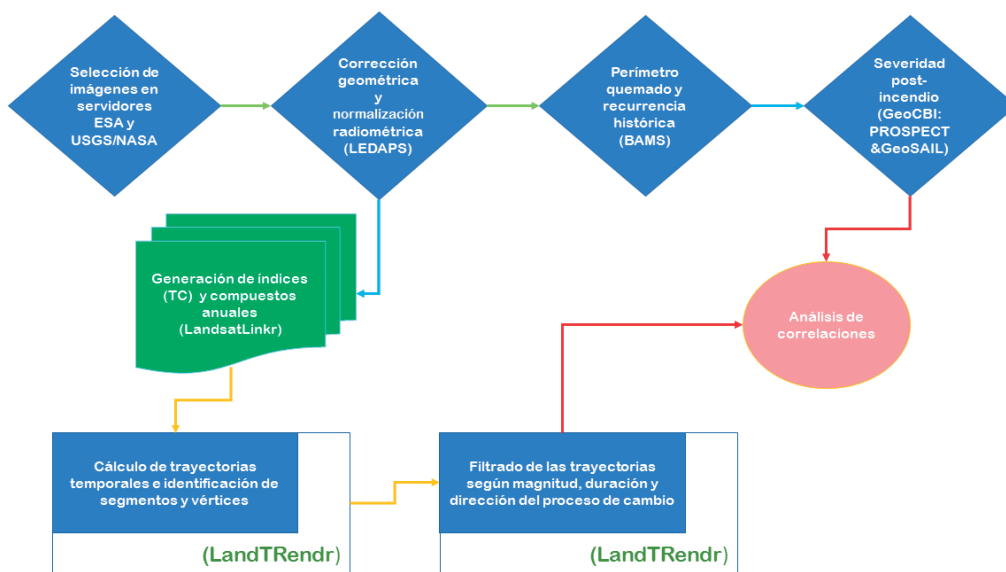 Selección de
imágenes en
servidores
ESA y
USGS/NASA
Corrección
geométrica
y
normalización
radiométrica
(LEDAPS)
Perímetro
quemado y
recurrencia
histórica
(BAMS)
Severidad
post-
incendio
(GeoCBI:
PROSPECT
&GeoSAIL)
Generación de índices
(TC) y compuestos
anuales
(LandsatLinkr)
Análisis de
correlaciones
Cálculo de trayectorias
temporales e identificación de
segmentos y vértices
(LandTRendr)
Filtrado de las trayectorias
según magnitud, duración y
dirección del proceso de cambio
(LandTRendr)